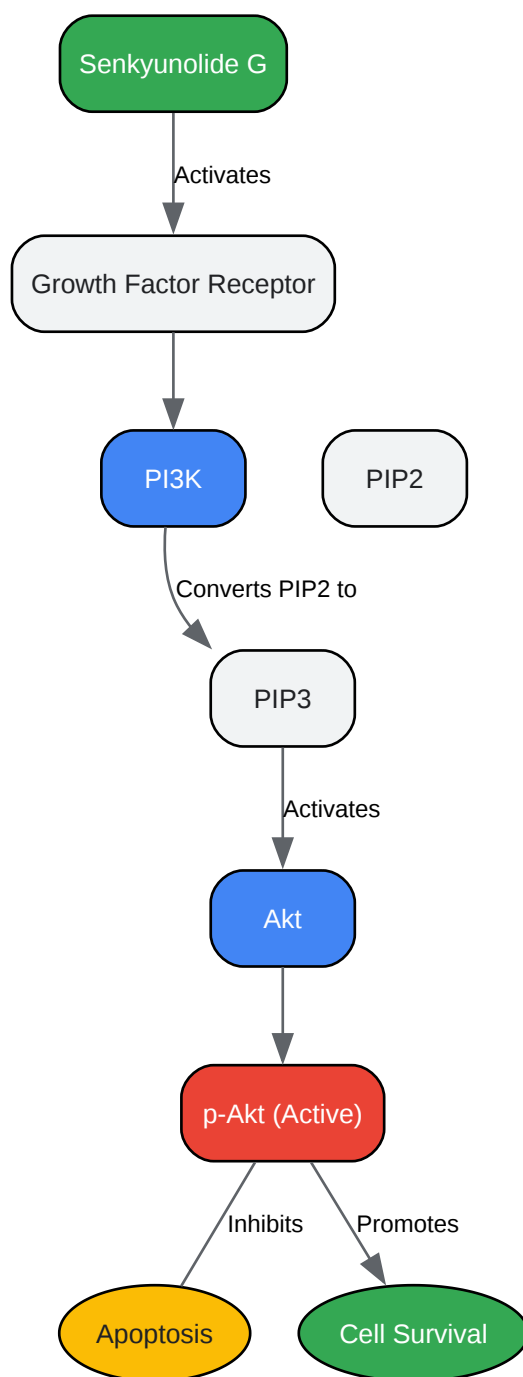 Senkyunolide G
Activates
Growth Factor Receptor
PI3K
PIP2
Converts PIP2 to
PIP3
Activates
Akt
p-Akt (Active)
Inhibits
Promotes
Apoptosis
Cell Survival